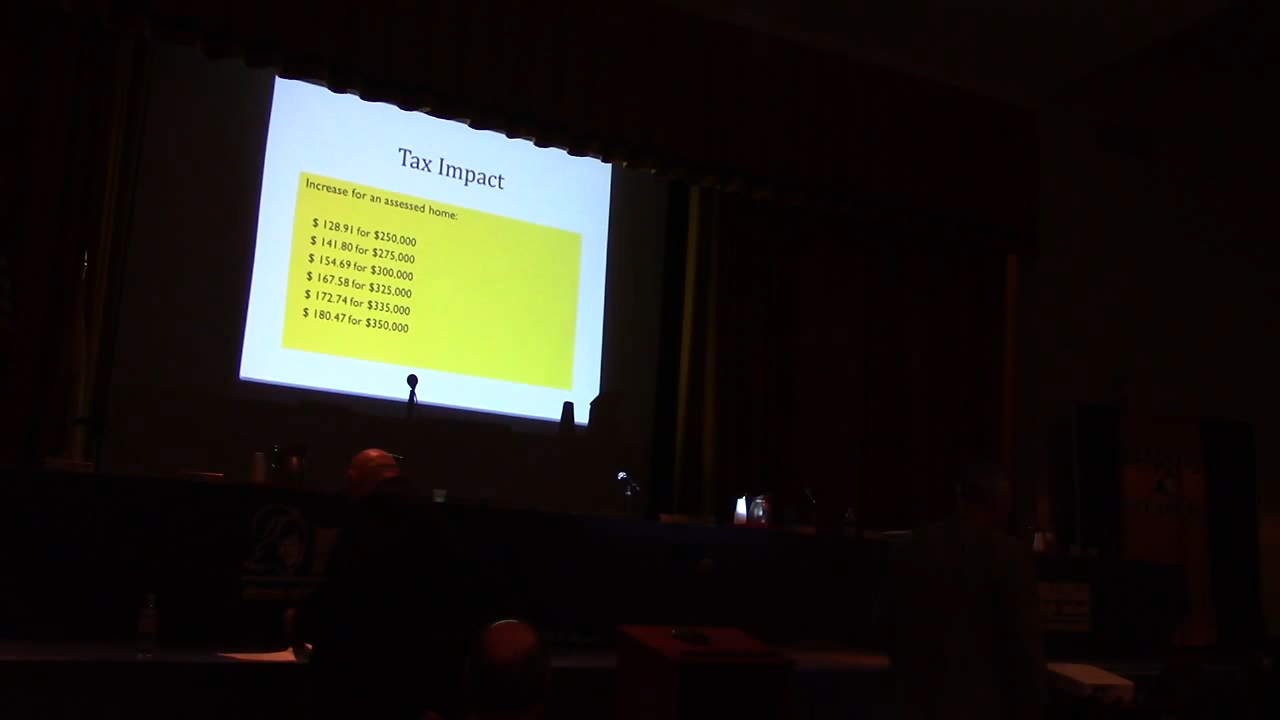 Tax Impact
Increase for an assessed home:
$ 128.91 for $250,000
$ 141.80 for $275,000
$ 154.69 for $300,000
$ 167.58 for $325,000
$ 172.74 for $335,000
$ 180.47 for $350,000